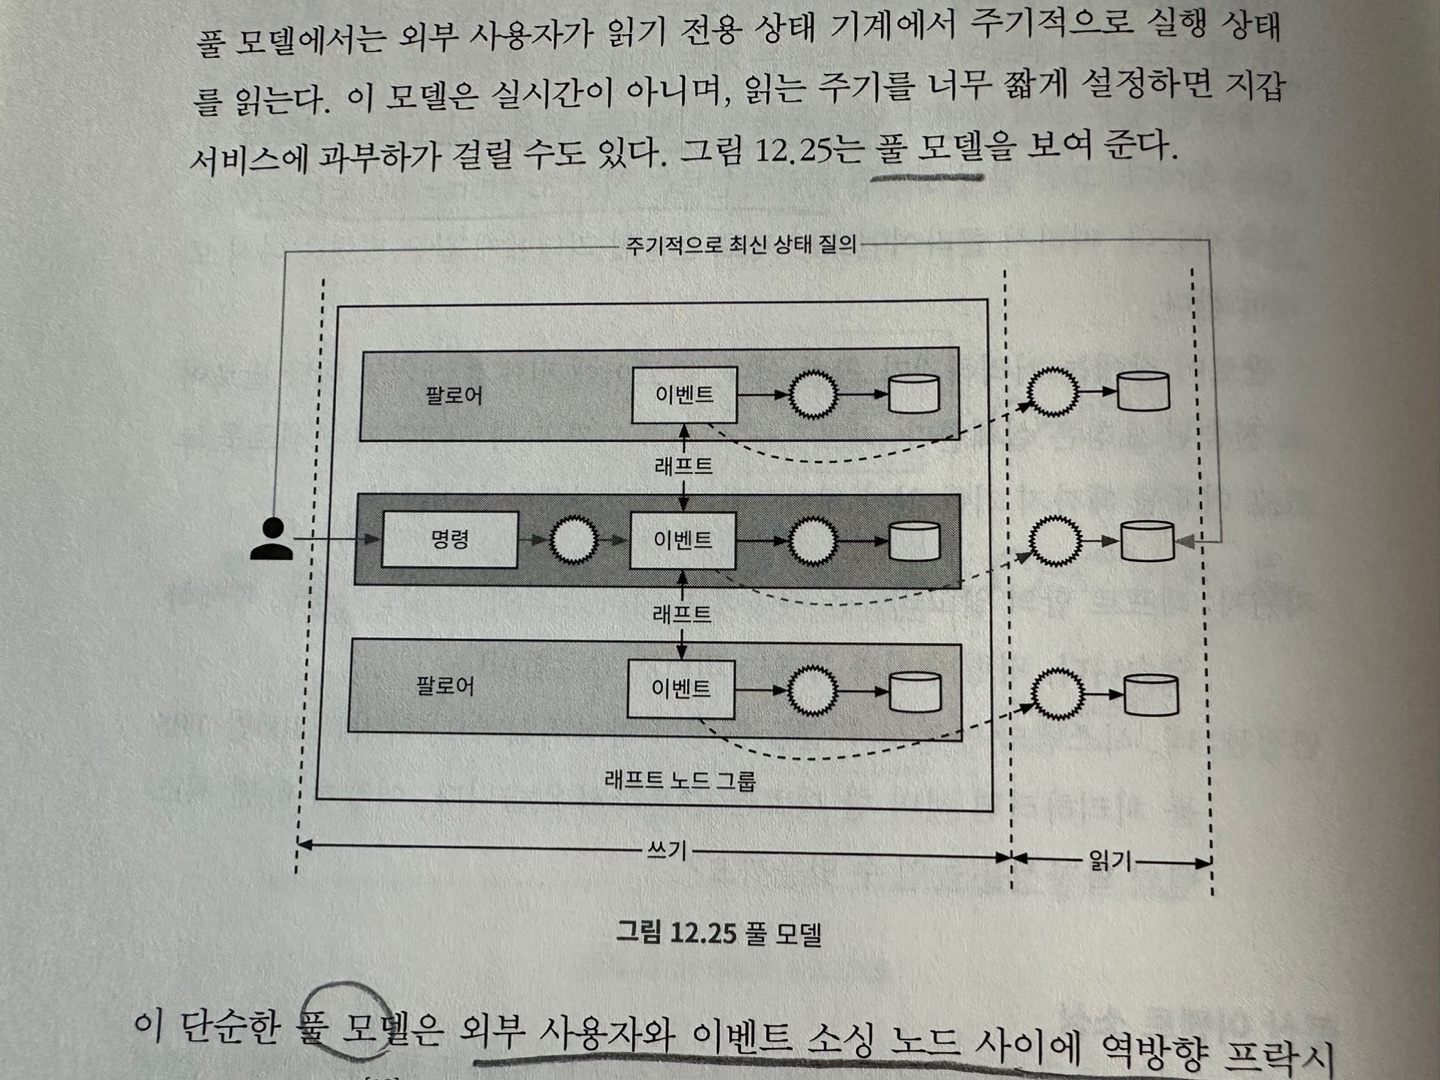 풀 모델에서는 외부 사용자가 읽기 전용 상태 기계에서 주기적으로 실행 상태
를 읽는다. 이 모델은 실시간이 아니며, 읽는 주기를 너무 짧게 설정하면 지갑
서비스에 과부하가 걸릴 수도 있다. 그림 12.25는 풀 모델을 보여 준다.
주기적으로 최신 상태 질의
팔로어
이벤트
래프트
명령
이벤트
래프트
팔로어
이벤트
래프트 노드 그룹
쓰기
읽기
그림 12.25 풀 모델
이 단순한 풀 모델은 외부 사용자와 이벤트 소싱 노드 사이에 역방향 프락시